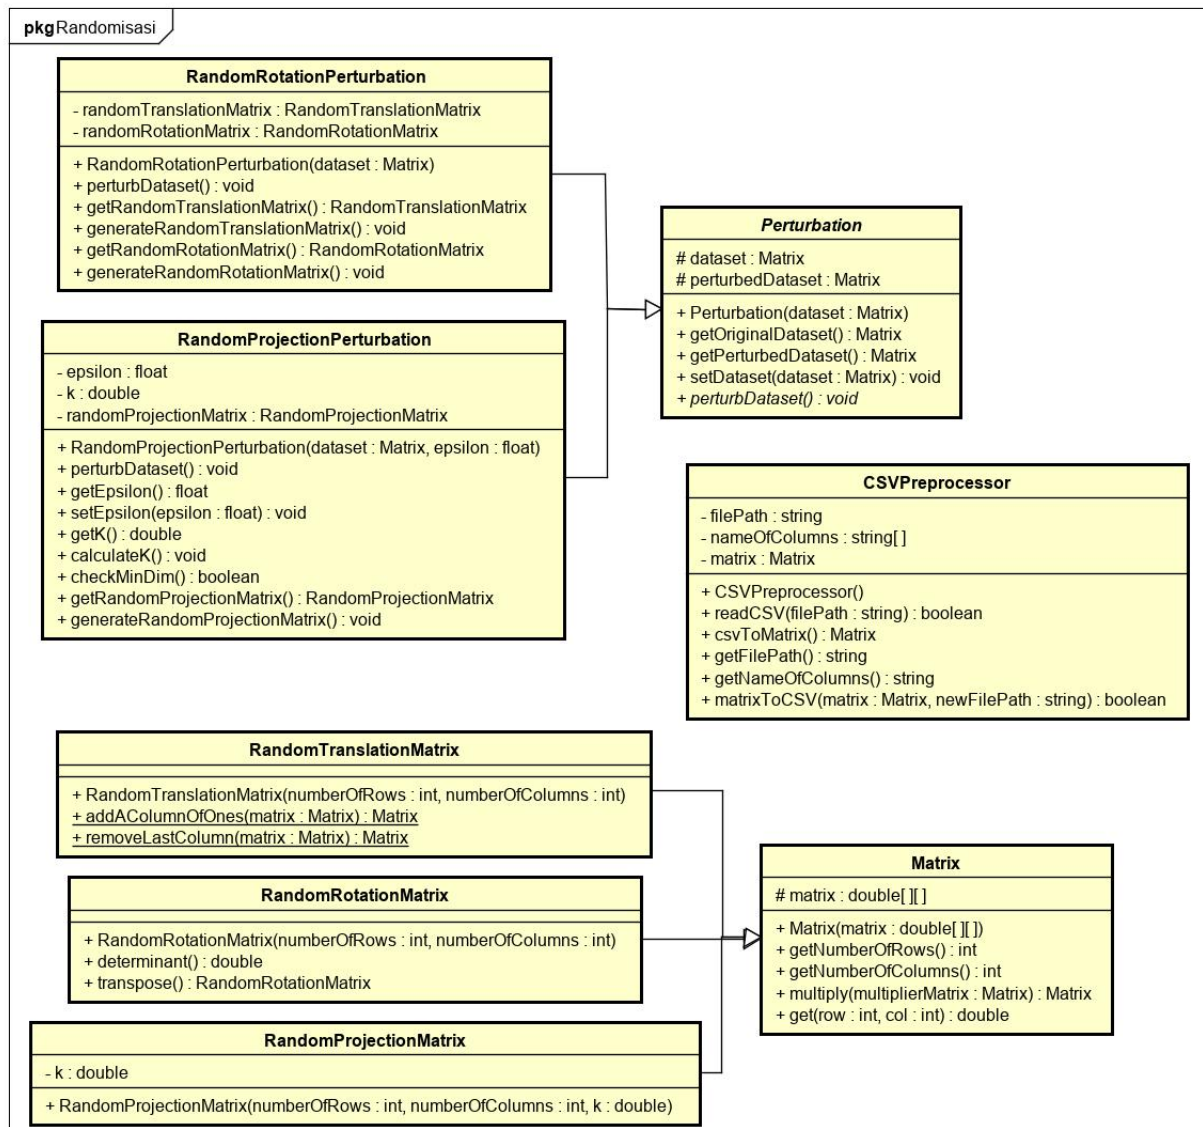 pkg Randomisasi
RandomRotationPerturbation
- randomTranslationMatrix : RandomTranslationMatrix
- randomRotationMatrix : RandomRotationMatrix
+ RandomRotationPerturbation(dataset : Matrix)
+ perturbDataset() : void
+ getRandomTranslationMatrix() : RandomTranslationMatrix
+ generateRandomTranslationMatrix() : void
+ getRandomRotationMatrix() : RandomRotationMatrix
+ generateRandomRotationMatrix() : void
Perturbation
# dataset : Matrix
# perturbedDataset : Matrix
+ Perturbation(dataset : Matrix)
+ getOriginalDataset() : Matrix
+ getPerturbedDataset() : Matrix
+ setDataset(dataset : Matrix) : void
+ perturbDataset() : void
RandomProjectionPerturbation
- epsilon : float
- k : double
- randomProjectionMatrix : RandomProjectionMatrix
+ RandomProjectionPerturbation(dataset : Matrix, epsilon : float)
+ perturbDataset() : void
+ getEpsilon() : float
+ setEpsilon(epsilon : float) : void
+ getK() : double
+ calculateK() : void
+ checkMinDim() : boolean
+ getRandomProjectionMatrix() : RandomProjectionMatrix
+ generateRandomProjectionMatrix() : void
CSVPreprocessor
- filePath : string
- nameOfColumns : string[ ]
- matrix : Matrix
+ CSVPreprocessor()
+ readCSV(filePath : string) : boolean
+ csvToMatrix() : Matrix
+ getFilePath() : string
+ getNameOfColumns() : string
+ matrixToCSV(matrix : Matrix, newFilePath : string) : boolean
RandomTranslationMatrix
+ RandomTranslationMatrix(numberOfRows : int, numberOfColumns : int)
+ addAColumnOfOnes(matrix : Matrix) : Matrix
+ removeLastColumn(matrix : Matrix) : Matrix
RandomRotationMatrix
+ RandomRotationMatrix(numberOfRows : int, numberOfColumns : int)
+ determinant() : double
+ transpose() : RandomRotationMatrix
Matrix
# matrix : double[ ][ ]
+ Matrix(matrix : double[ ][ ])
+ getNumberOfRows() : int
+ getNumberOfColumns() : int
+ multiply(multiplierMatrix : Matrix) : Matrix
+ get(row : int, col : int) : double
RandomProjectionMatrix
- k : double
+ RandomProjectionMatrix(numberOfRows : int, numberOfColumns : int, k : double)